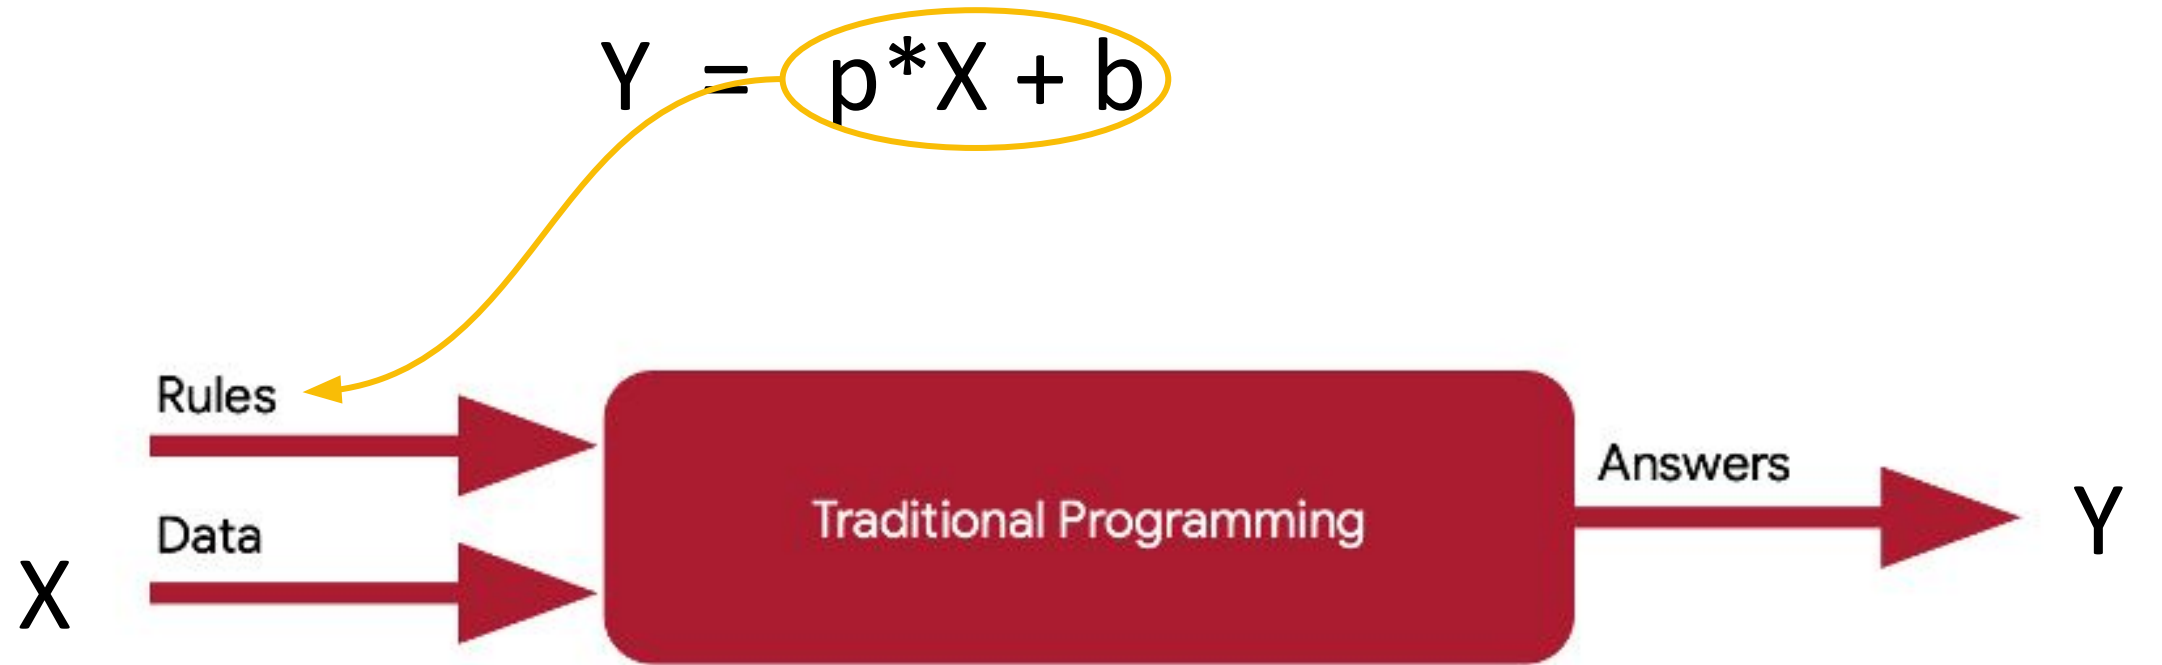 Y = p*X + b
Rules
Data
X
Traditional Programming
Answers
Y